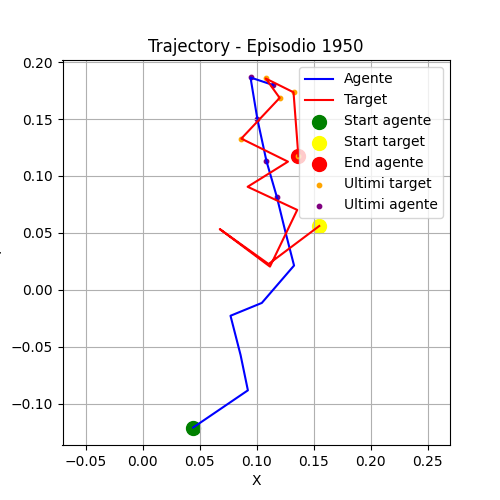 Trajectory - Episodio 1950
0.20
0.15
0.10
0.05
0.00
−0.05
−0.10
Agente
Target
Start agente
Start target
End agente
Ultimi target
Ultimi agente
−0.05 0.00 0.05 0.10 0.15 0.20 0.25
X